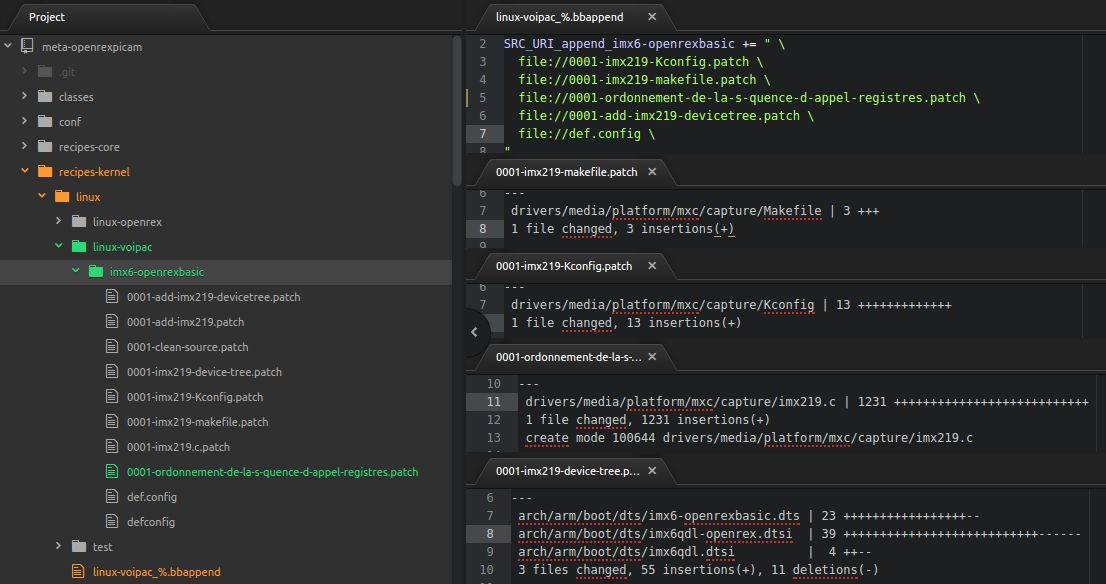 Project
meta-openrexpicam
.git
classes
conf
recipes-core
recipes-kernel
linux
linux-openrex
linux-voipac
imx6-openrexbasic
0001-add-imx219-devicetree.patch
0001-add-imx219.patch
0001-clean-source.patch
0001-imx219-device-tree.patch
0001-imx219-Kconfig.patch
0001-imx219-makefile.patch
0001-imx219.c.patch
0001-ordonnement-de-la-s-quence-d-appel-registres.patch
def.config
defconfig
test
linux-voipac_%.bbappend
linux-voipac_%.bbappend ×
2 SRC_URI_append_imx6-openrexbasic += " \
3 file://0001-imx219-Kconfig.patch \
4 file://0001-imx219-makefile.patch \
5 file://0001-ordonnement-de-la-s-quence-d-appel-registres.patch \
6 file://0001-add-imx219-devicetree.patch \
7 file://def.config \
8 "
0001-imx219-makefile.patch ×
6 ---
7 drivers/media/platform/mxc/capture/Makefile | 3 +++
8 1 file changed, 3 insertions(+)
9
0001-imx219-Kconfig.patch ×
6 ---
7 drivers/media/platform/mxc/capture/Kconfig | 13 +++++++++++++
1 file changed, 13 insertions(+)
0001-ordonnement-de-la-s-... ×
10 ---
11 drivers/media/platform/mxc/capture/imx219.c | 1231 +++++++++++++++++++++++++++
12 1 file changed, 1231 insertions(+)
13 create mode 100644 drivers/media/platform/mxc/capture/imx219.c
0001-imx219-device-tree.p... ×
6 ---
7 arch/arm/boot/dts/imx6-openrexbasic.dts | 23 +++++++++++++++++--
8 arch/arm/boot/dts/imx6qdl-openrex.dtsi | 39 +++++++++++++++++++++++++++------
9 arch/arm/boot/dts/imx6qdl.dtsi | 4 ++--
10 3 files changed, 55 insertions(+), 11 deletions(-)